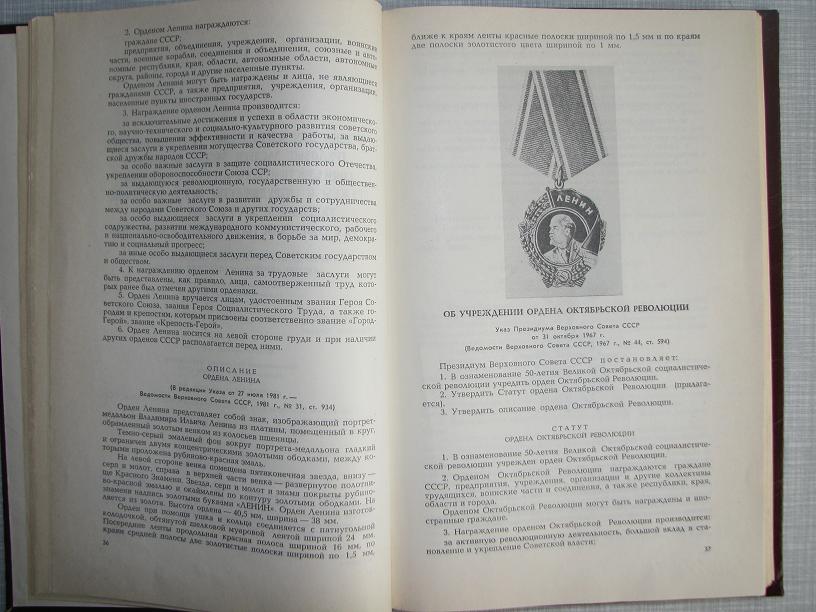 2. Орденом Ленина награждаются:
граждане СССР;
предприятия, объединения, учреждения, организации, воинские
части, военные корабли, соединения и объединения, союзные и авто-
номные республики, края, области, автономные области, автономные
округа, районы, города и другие населенные пункты.
Орденом Ленина могут быть награждены и лица, не являющиеся
гражданами СССР, а также предприятия, учреждения, организации,
населенные пункты иностранных государств.
3. Награждение орденом Ленина производится:
за исключительные достижения и успехи в области экономическо-
го, научно-технического и социально-культурного развития советского
общества, повышении эффективности и качества работы, за выдаю-
щиеся заслуги в укреплении могущества Советского государства, брат-
ской дружбы народов СССР;
за особо важные заслуги в защите социалистического Отечества,
укреплении обороноспособности Союза ССР;
за выдающуюся революционную, государственную и обществен-
но-политическую деятельность;
за особо важные заслуги в развитии дружбы и сотрудничества
между народами Советского Союза и других государств;
за особо выдающиеся заслуги в укреплении социалистического
содружества, развитии международного коммунистического, рабочего
и национально-освободительного движения, в борьбе за мир, демокра-
тию и социальный прогресс;
за иные особо выдающиеся заслуги перед Советским государством
и обществом.
4. К награждению орденом Ленина за трудовые заслуги могут
быть представлены, как правило, лица, самоотверженный труд кото-
рых ранее был отмечен другими орденами.
5. Орден Ленина вручается лицам, удостоенным звания Героя Со-
ветского Союза, звания Героя Социалистического Труда, а также го-
родам и крепостям, которым присвоены соответственно звание «Город-
Герой», звание «Крепость-Герой».
6. Орден Ленина носится на левой стороне груди и при наличии
других орденов СССР располагается перед ними.
ОПИСАНИЕ
ОРДЕНА ЛЕНИНА
(В редакции Указа от 27 июля 1981 г.—
Ведомости Верховного Совета СССР, 1981 г., № 31, ст. 934)
Орден Ленина представляет собой знак, изображающий портрет-
медальон Владимира Ильича Ленина из платины, помещенный в круг,
обрамленный золотым венком из колосьев пшеницы.
Темно-серый эмалевый фон вокруг портрета-медальона гладкий
и ограничен двумя концентрическими золотыми ободками, между ко-
торыми проложена рубиново-красная эмаль.
На левой стороне венка помещена пятиконечная звезда, внизу —
серп и молот, справа в верхней части венка — развернутое полотни-
ще Красного Знамени. Звезда, серп и молот и знамя покрыты рубино-
во-красной эмалью и окаймлены по контуру золотыми ободками. На
знамени надпись золотыми буквами «ЛЕНИН». Орден Ленина изготов-
ляется из золота. Высота ордена — 40,5 мм, ширина — 38 мм.
Орден при помощи ушка и кольца соединяется с пятиугольной
колодочкой, обтянутой шелковой муаровой лентой шириной 24 мм.
Посередине ленты продольная красная полоса шириной 16 мм, по
краям средней полосы две золотистые полоски шириной по 1,5 мм,
36
ближе к краям ленты красные полоски шириной по 1,5 мм и по краям
две полоски золотистого цвета шириной по 1 мм.
ЛЕНИН
ОБ УЧРЕЖДЕНИИ ОРДЕНА ОКТЯБРЬСКОЙ РЕВОЛЮЦИИ
Указ Президиума Верховного Совета СССР
от 31 октября 1967 г.
(Ведомости Верховного Совета СССР, 1967 г., № 44, ст. 594)
Президиум Верховного Совета СССР постановляет:
1. В ознаменование 50-летия Великой Октябрьской социалистиче-
ской революции учредить орден Октябрьской Революции.
2. Утвердить Статут ордена Октябрьской Революции (прилага-
ется).
3. Утвердить описание ордена Октябрьской Революции.
СТАТУТ
ОРДЕНА ОКТЯБРЬСКОЙ РЕВОЛЮЦИИ
1. В ознаменование 50-летия Великой Октябрьской социалистиче-
ской революции учрежден орден Октябрьской Революции.
2. Орденом Октябрьской Революции награждаются граждане
СССР, предприятия, учреждения, организации и другие коллективы
трудящихся, воинские части и соединения, а также республики, края,
области и города.
Орденом Октябрьской Революции могут быть награждены и ино-
странные граждане.
3. Награждение орденом Октябрьской Революции производится:
за активную революционную деятельность, большой вклад в ста-
новление и укрепление Советской власти;
37